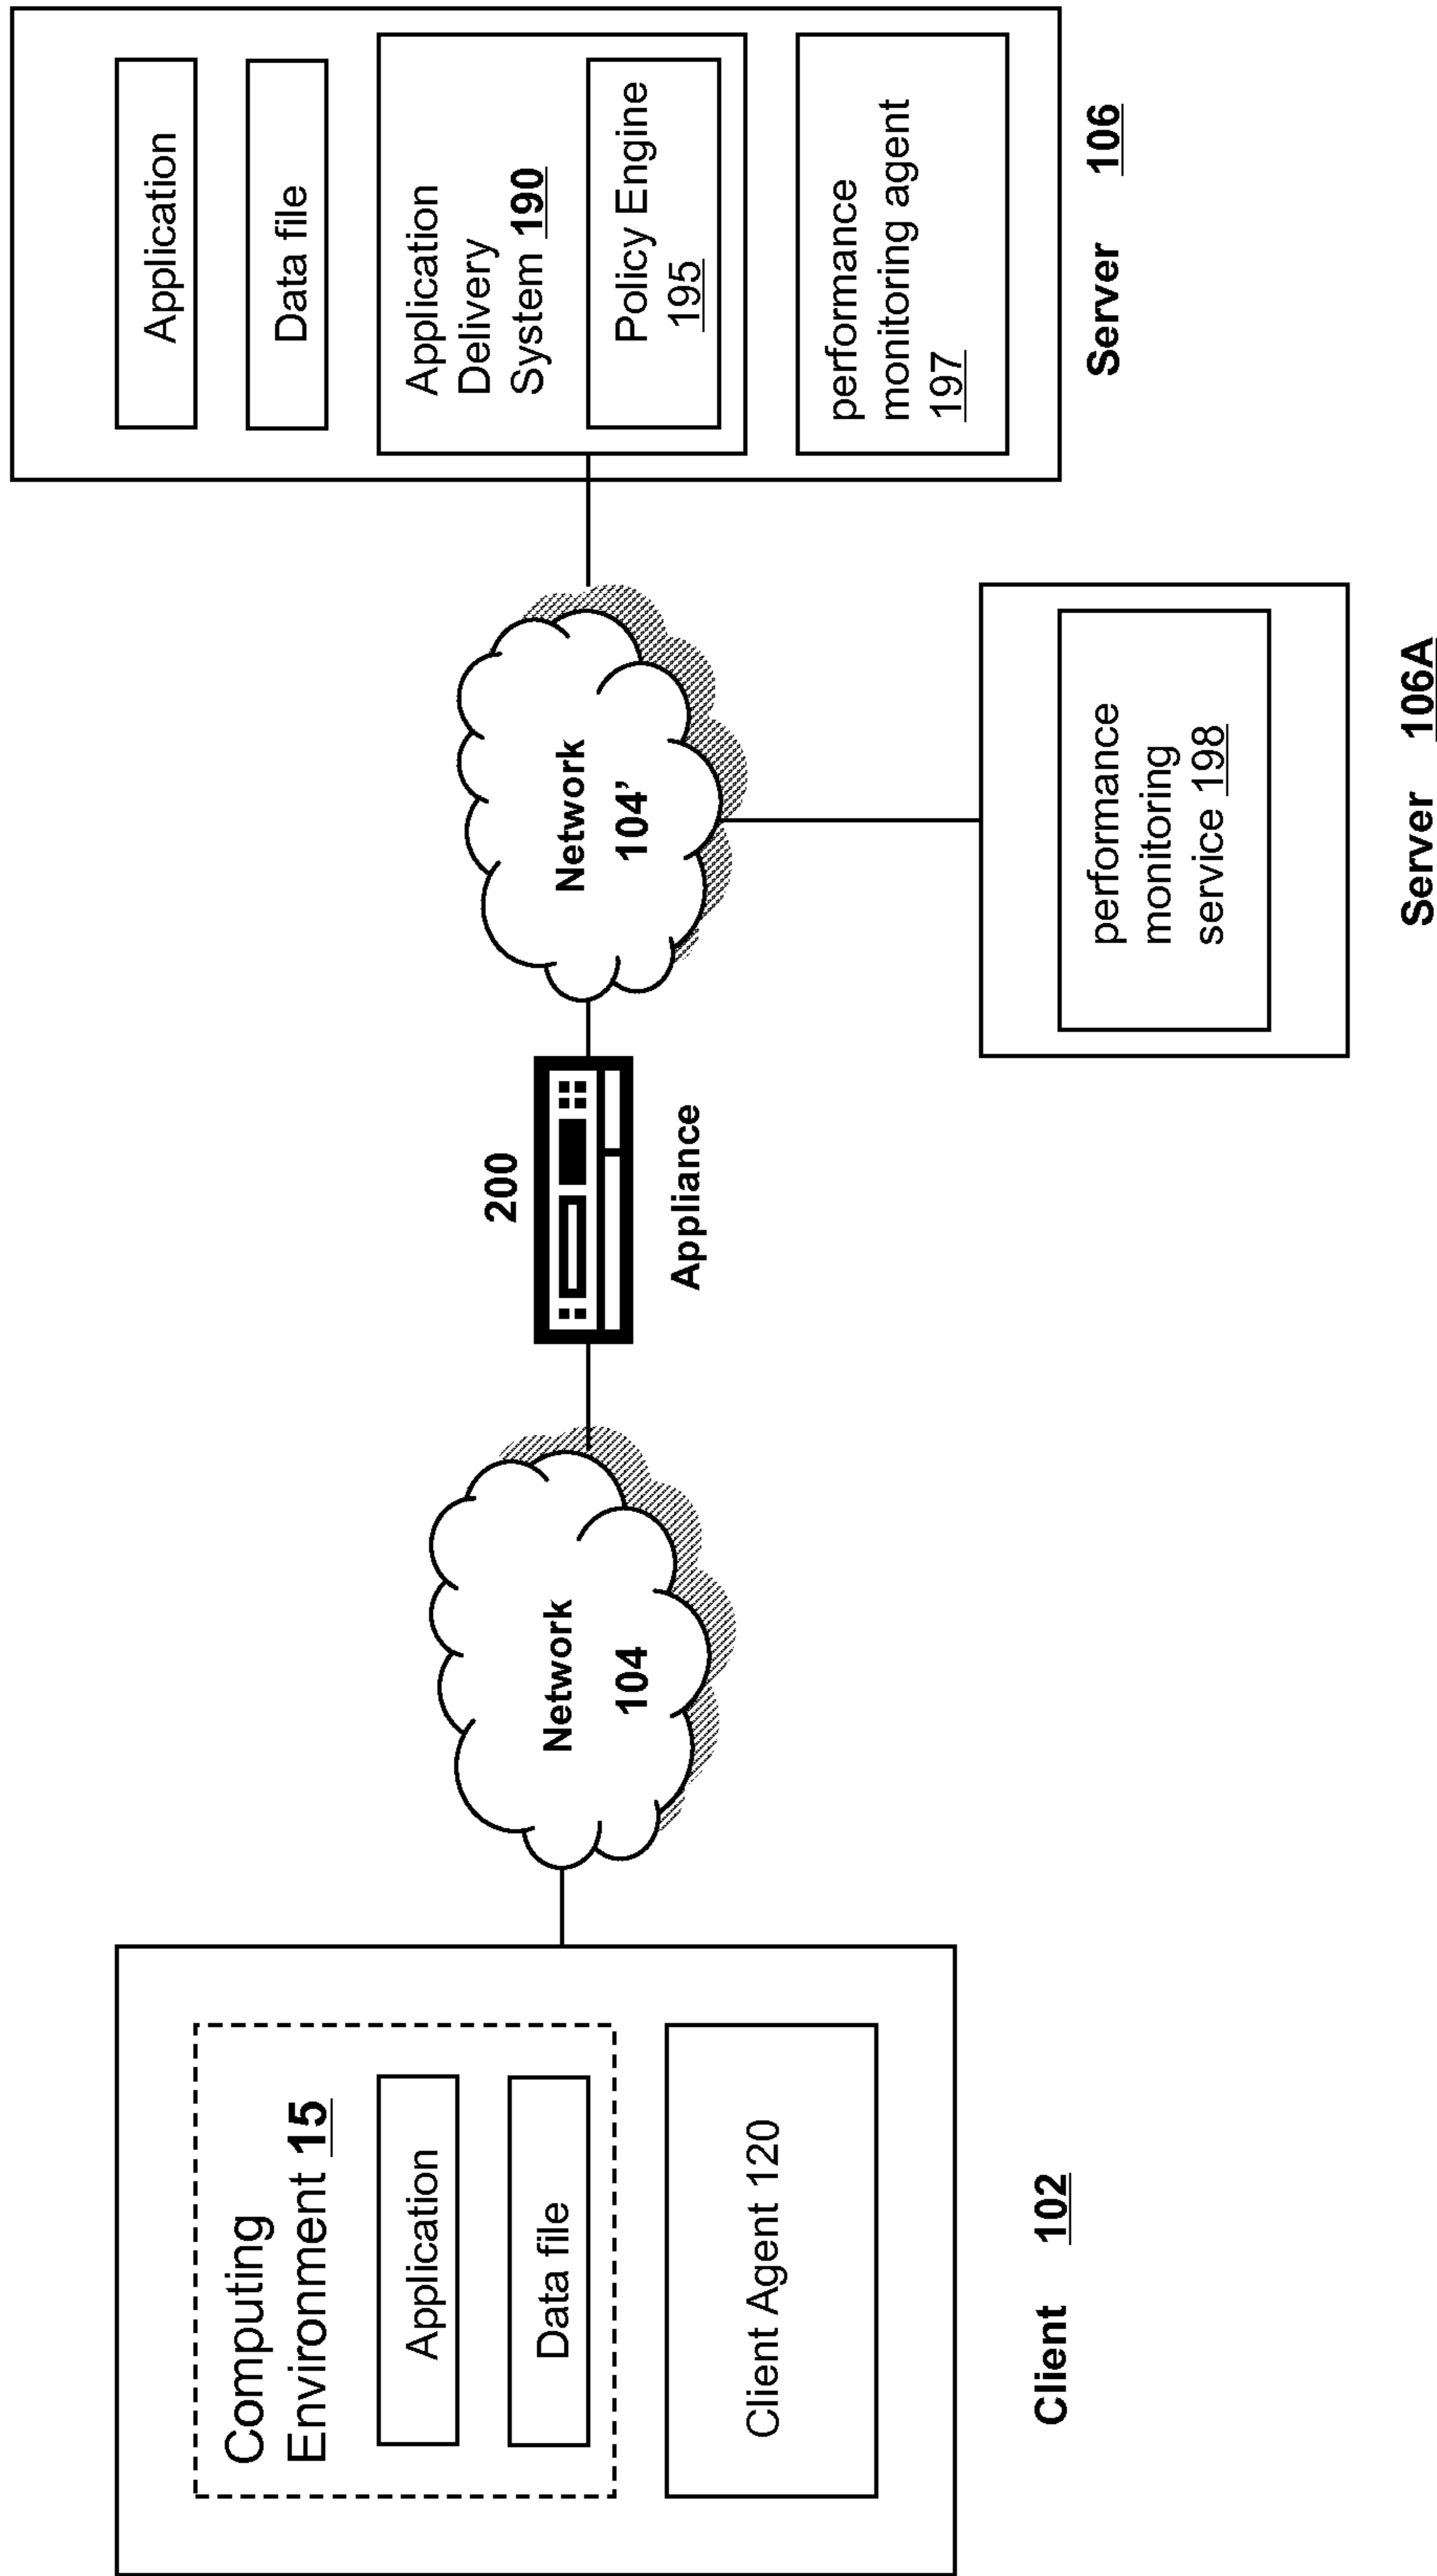 Computing
Environment 15
Application
Data file
Client Agent 120
Client 102
Network
104
200
Appliance
Network
104’
performance
monitoring
service 198
Server 106A
Application
Data file
Application
Delivery
System 190
Policy Engine
195
performance
monitoring agent
197
Server 106